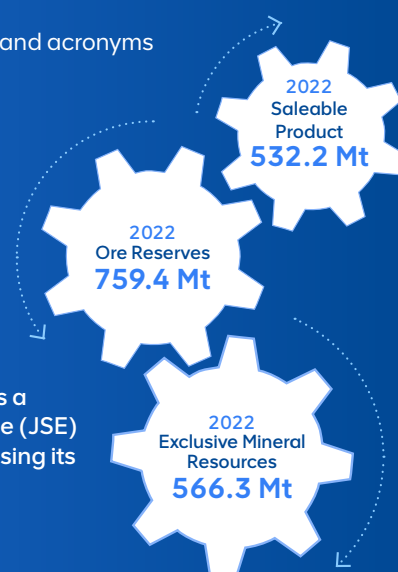 and acronyms
2022
Saleable
Product
532.2 Mt
2022
Ore Reserves
759.4 Mt
s a
e (JSE)
sing its
2022
Exclusive Mineral
Resources
566.3 Mt